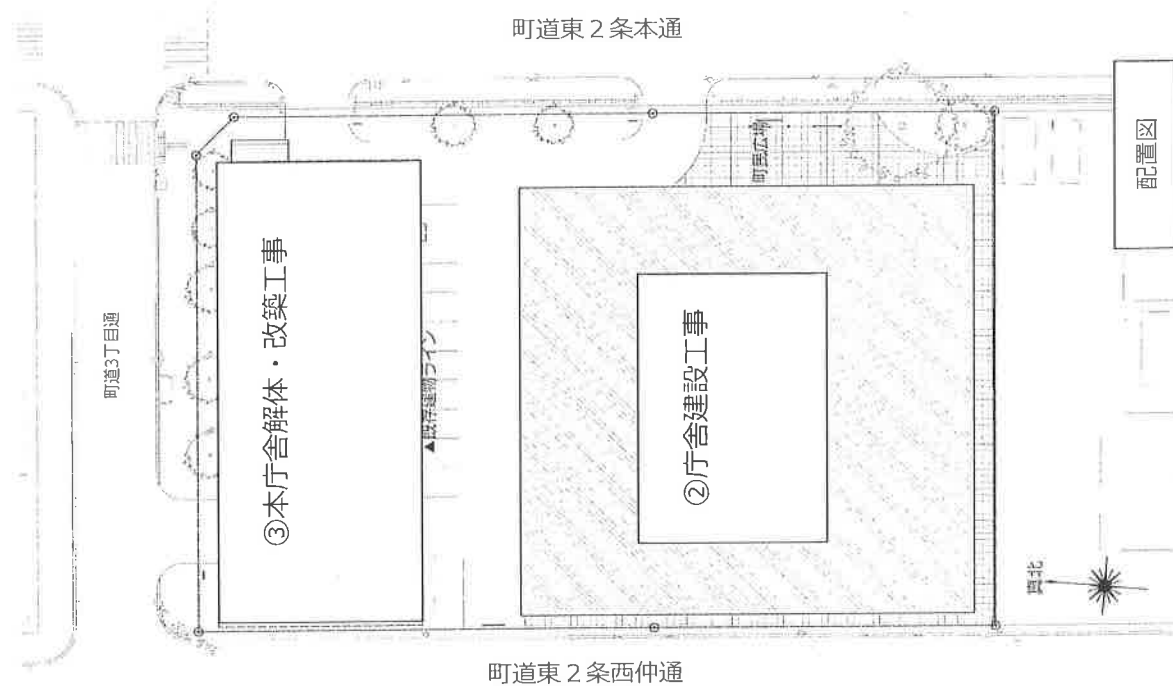 町道東２条本通
配置図
町民広場
町道3丁目通
③本庁舎解体・改築工事
▲既存建物ライン
②庁舎建設工事
真北
町道東２条西仲通